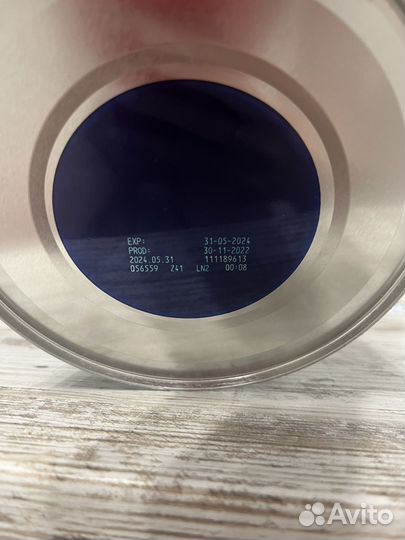 EXP: 31-05-2024
PROD: 30-11-2022
2024.05.31 111189613
056559 Z41 LN2 00:08
Avito